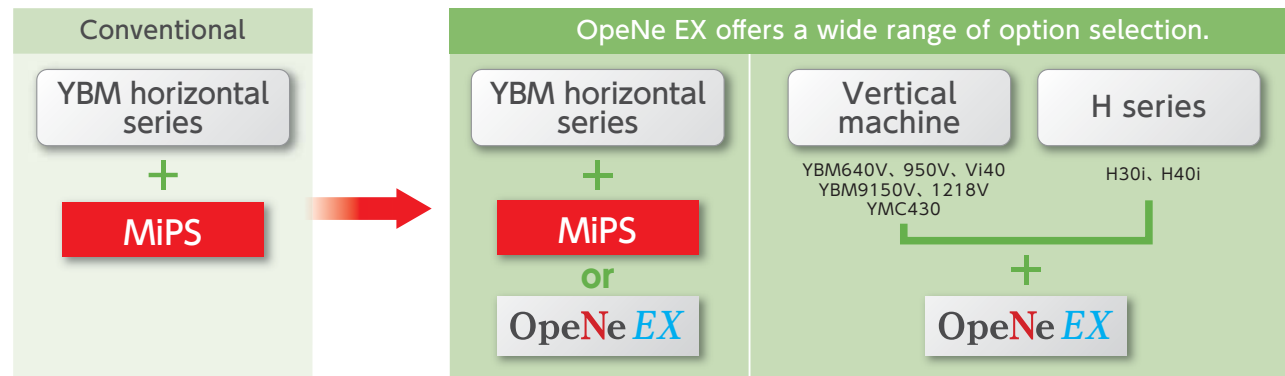 Conventional
YBM horizontal
series
+
MiPS
OpeNe EX offers a wide range of option selection.
YBM horizontal
series
+
MiPS
or
OpeNe EX
Vertical
machine
YBM640V、950V、Vi40
YBM9150V、1218V
YMC430
H series
H30i、H40i
+
OpeNe EX